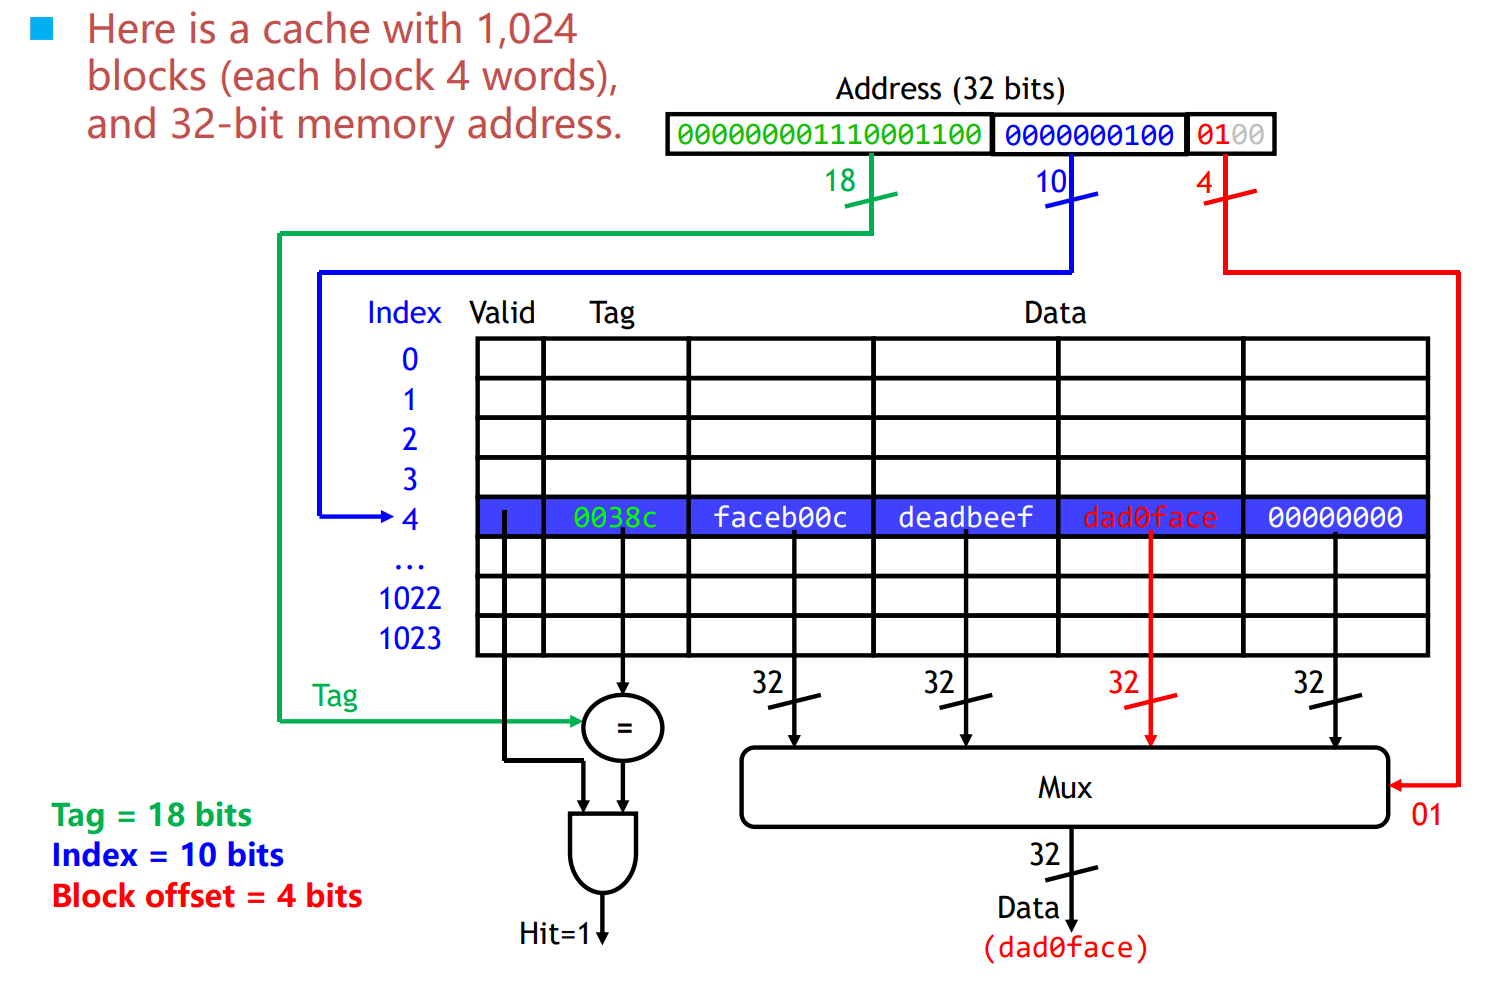 Here is a cache with 1,024
blocks (each block 4 words),
and 32-bit memory address.
Address (32 bits)
000000001110001100 0000000100 0100
18 10 4
Index Valid Tag Data
0
1
2
3
4 0038c faceb00c deadbeef dad0face 00000000
...
1022
1023
32 32 32 32
Tag
=
Mux
01
Tag = 18 bits
Index = 10 bits
Block offset = 4 bits
32
Data
(dad0face)
Hit=1